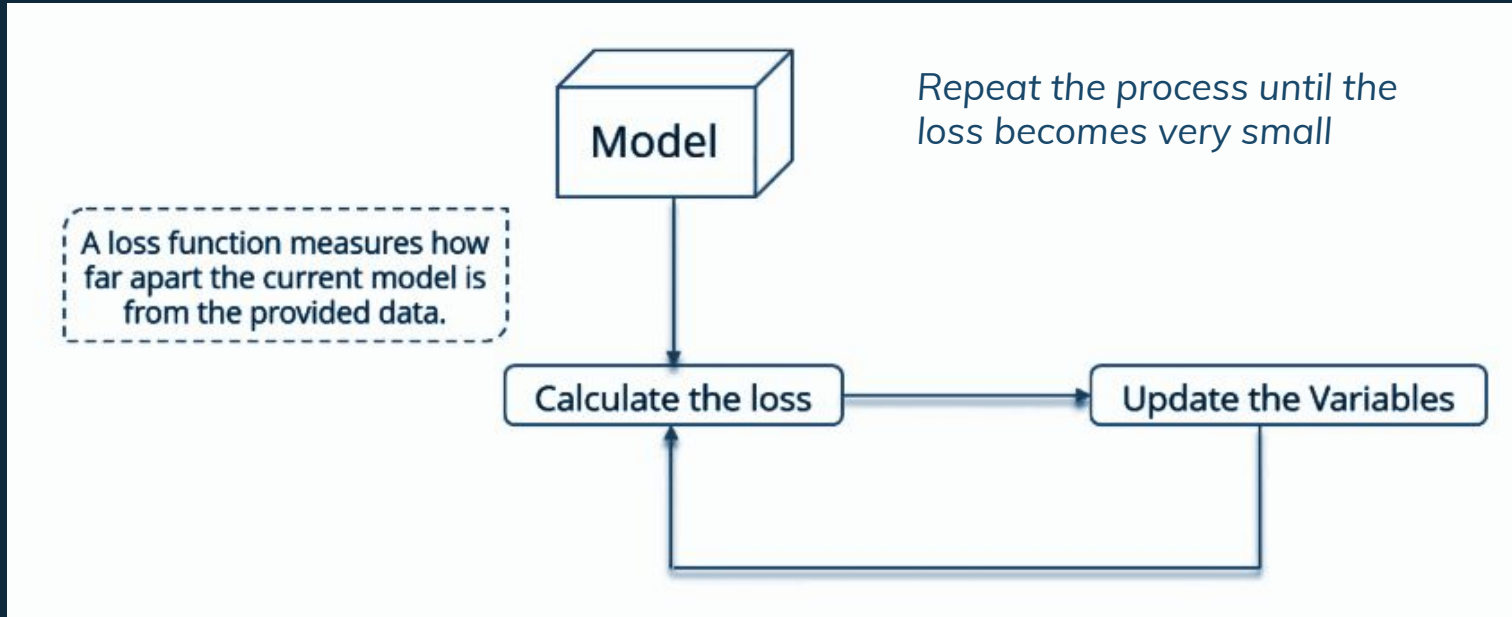 Model
Repeat the process until the
loss becomes very small
A loss function measures how
far apart the current model is
from the provided data.
Calculate the loss
Update the Variables